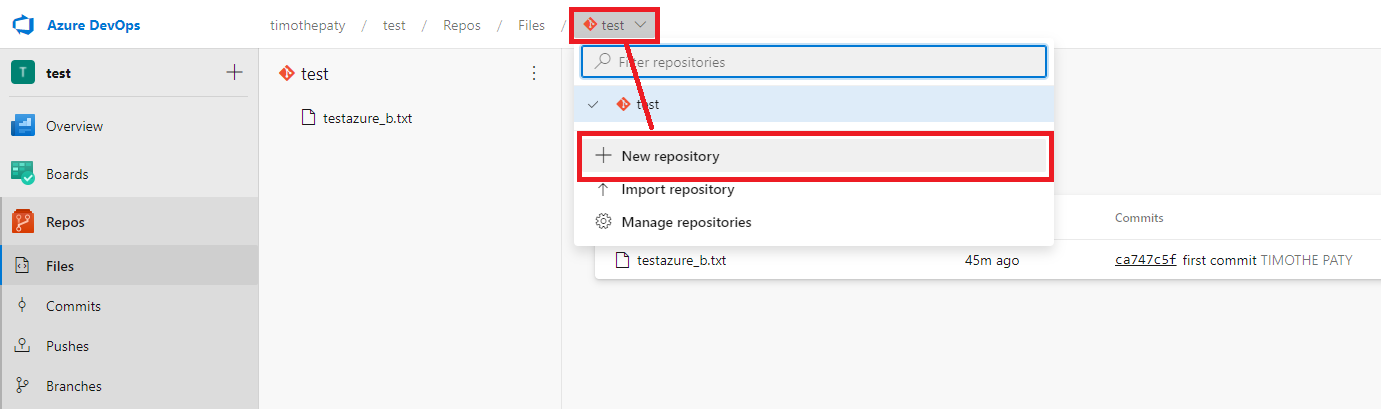 Azure DevOps
timothepaty / test / Repos / Files / test
T test
Overview
Boards
Repos
Files
Commits
Pushes
Branches
test
testazure_b.txt
Filter repositories
test
New repository
Import repository
Manage repositories
Commits
testazure_b.txt 45m ago ca747c5f first commit TIMOTHE PATY